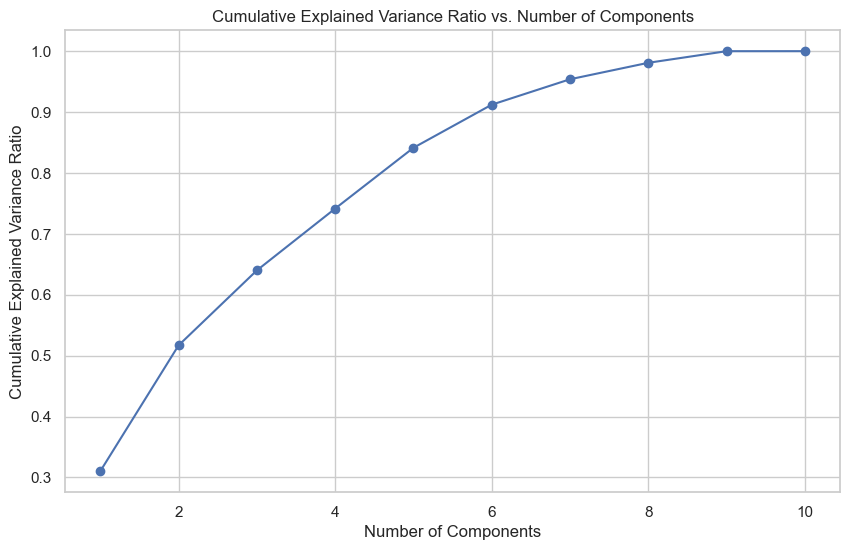 Cumulative Explained Variance Ratio vs. Number of Components
Cumulative Explained Variance Ratio
1.0
0.9
0.8
0.7
0.6
0.5
0.4
0.3
2 4 6 8 10
Number of Components